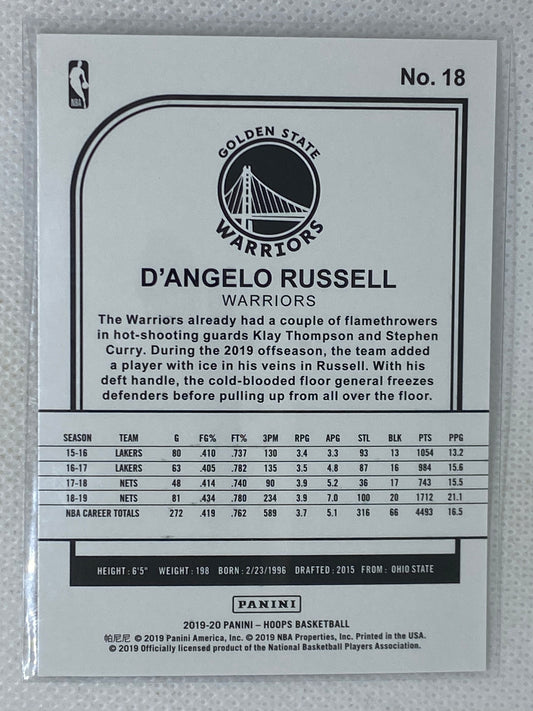 No. 18
NBA
GOLDEN STATE
WARRIORS
D'ANGELO RUSSELL
WARRIORS
The Warriors already had a couple of flamethrowers
in hot-shooting guards Klay Thompson and Stephen
Curry. During the 2019 offseason, the team added
a player with ice in his veins in Russell. With his
deft handle, the cold-blooded floor general freezes
defenders before pulling up from all over the floor.
SEASON TEAM G FG% FT% 3PM RPG APG STL BLK PTS PPG
15-16 LAKERS 80 .410 .737 130 3.4 3.3 93 13 1054 13.2
16-17 LAKERS 63 .405 .782 135 3.5 4.8 87 16 984 15.6
17-18 NETS 48 .414 .740 90 3.9 5.2 36 17 743 15.5
18-19 NETS 81 .434 .780 234 3.9 7.0 100 20 1712 21.1
NBA CAREER TOTALS 272 .419 .762 589 3.7 5.1 316 66 4493 16.5
HEIGHT: 6'5" WEIGHT: 198 BORN: 2/23/1996 DRAFTED: 2015 FROM: OHIO STATE
PANINI
2019-20 PANINI – HOOPS BASKETBALL
帕尼尼 © 2019 Panini America, Inc. © 2019 NBA Properties, Inc. Printed in the USA.
© 2019 Officially licensed product of the National Basketball Players Association.